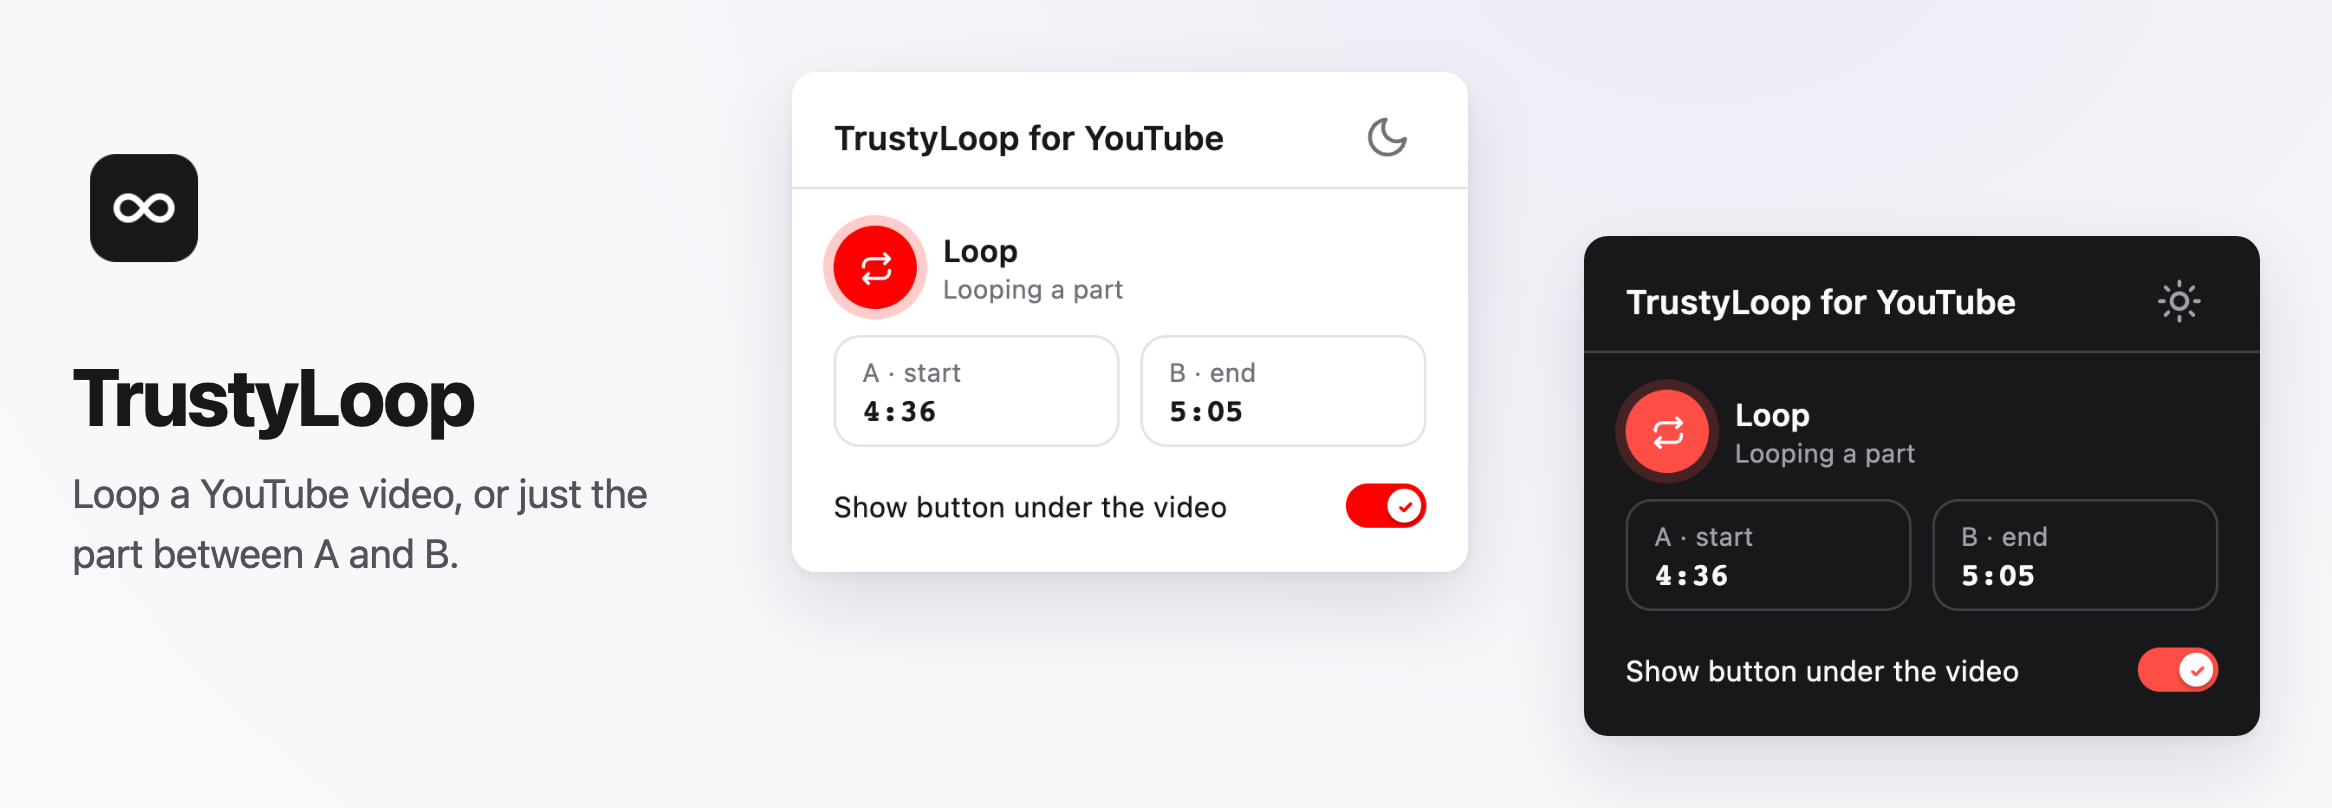 TrustyLoop
Loop a YouTube video, or just the
part between A and B.
TrustyLoop for YouTube
Loop
Looping a part
A · start
4:36
B · end
5:05
Show button under the video
TrustyLoop for YouTube
Loop
Looping a part
A · start
4:36
B · end
5:05
Show button under the video